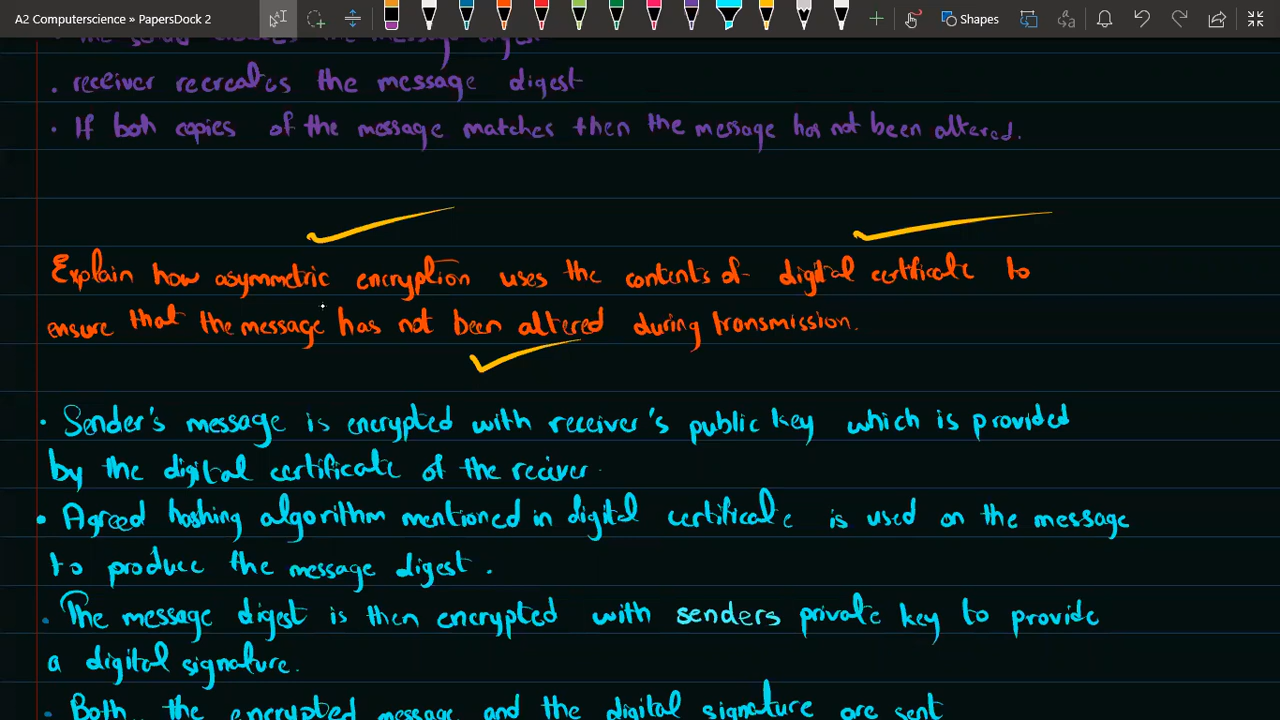 A2 Computerscience » PapersDock 2
Shapes
the message digest
. receiver recreates the message digest
. If both copies of the message matches then the message has not been altered.
Explain how asymmetric encryption uses the contents of digital certificate to
ensure that the message has not been altered during transmission.
. Sender's message is encrypted with receiver's public key which is provided
by the digital certificate of the reciver.
• Agreed hashing algorithm mentioned in digital certificate is used on the message
to produce the message digest.
. The message digest is then encrypted with senders private key to provide
a digital signature.
. Both, the encrypted message and the digital signature are sent